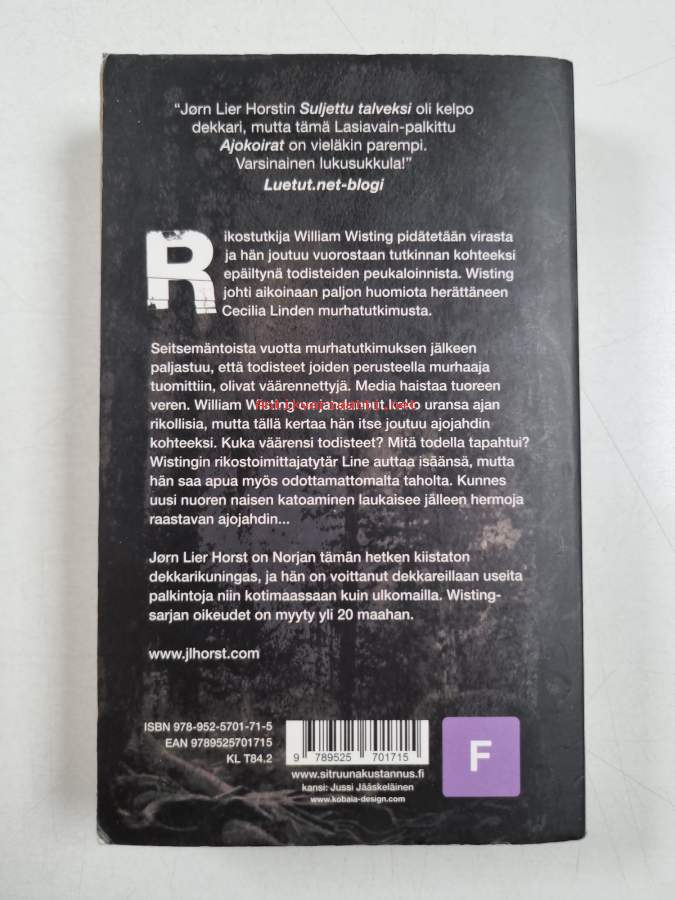 “Jørn Lier Horstin Suljettu talveksi oli kelpo
dekkari, mutta tämä Lasiavain-palkittu
Ajokoirat on vieläkin parempi.
Varsinainen lukusukkula!”
Luetut.net-blogi
Rikostutkija William Wisting pidätetään virasta
ja hän joutuu vuorostaan tutkinnan kohteeksi
epäiltynä todisteiden peukaloinnista. Wisting
johti aikoinaan paljon huomiota herättäneen
Cecilia Linden murhatutkimusta.
Seitsemäntoista vuotta murhatutkimuksen jälkeen
paljastuu, että todisteet joiden perusteella murhaaja
tuomittiin, olivat väärennettyjä. Media haistaa tuoreen
veren. William Wisting on jahdannut koko uransa ajan
rikollisia, mutta tällä kertaa hän itse joutuu ajojahdin
kohteeksi. Kuka väärensi todisteet? Mitä todella tapahtui?
Wistingin rikostoimittajatytär Line auttaa isäänsä, mutta
hän saa apua myös odottamattomalta taholta. Kunnes
uusi nuoren naisen katoaminen laukaisee jälleen hermoja
raastavan ajojahdin...
Jørn Lier Horst on Norjan tämän hetken kiistaton
dekkarikuningas, ja hän on voittanut dekkareillaan useita
palkintoja niin kotimaassaan kuin ulkomailla. Wisting-
sarjan oikeudet on myyty yli 20 maahan.
www.jlhorst.com
ISBN 978-952-5701-71-5
EAN 9789525701715
KL T84.2
9 789525 701715
www.sitruunakustannus.fi
kansi: Jussi Jääskeläinen
www.kobaia-design.com
F